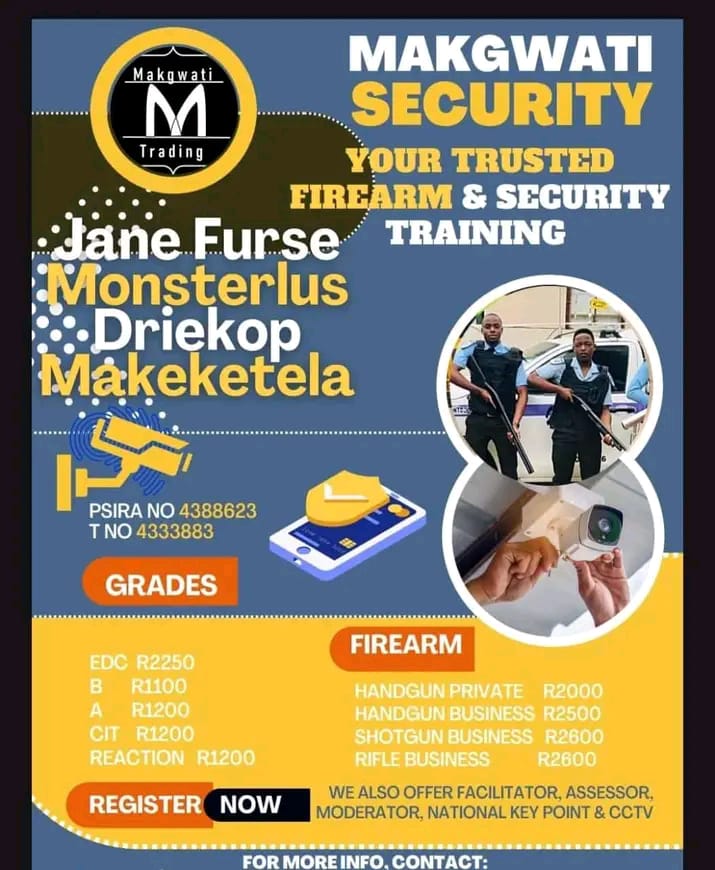 Makgwati
M
Trading
MAKGWATI
SECURITY
YOUR TRUSTED
FIREARM & SECURITY
TRAINING
Jane Furse
Monsterlus
Driekop
Makeketela
PSIRA NO 4388623
T NO 4333883
GRADES
EDC R2250
B R1100
A R1200
CIT R1200
REACTION R1200
FIREARM
HANDGUN PRIVATE R2000
HANDGUN BUSINESS R2500
SHOTGUN BUSINESS R2600
RIFLE BUSINESS R2600
REGISTER NOW
WE ALSO OFFER FACILITATOR, ASSESSOR,
MODERATOR, NATIONAL KEY POINT & CCTV
FOR MORE INFO, CONTACT: